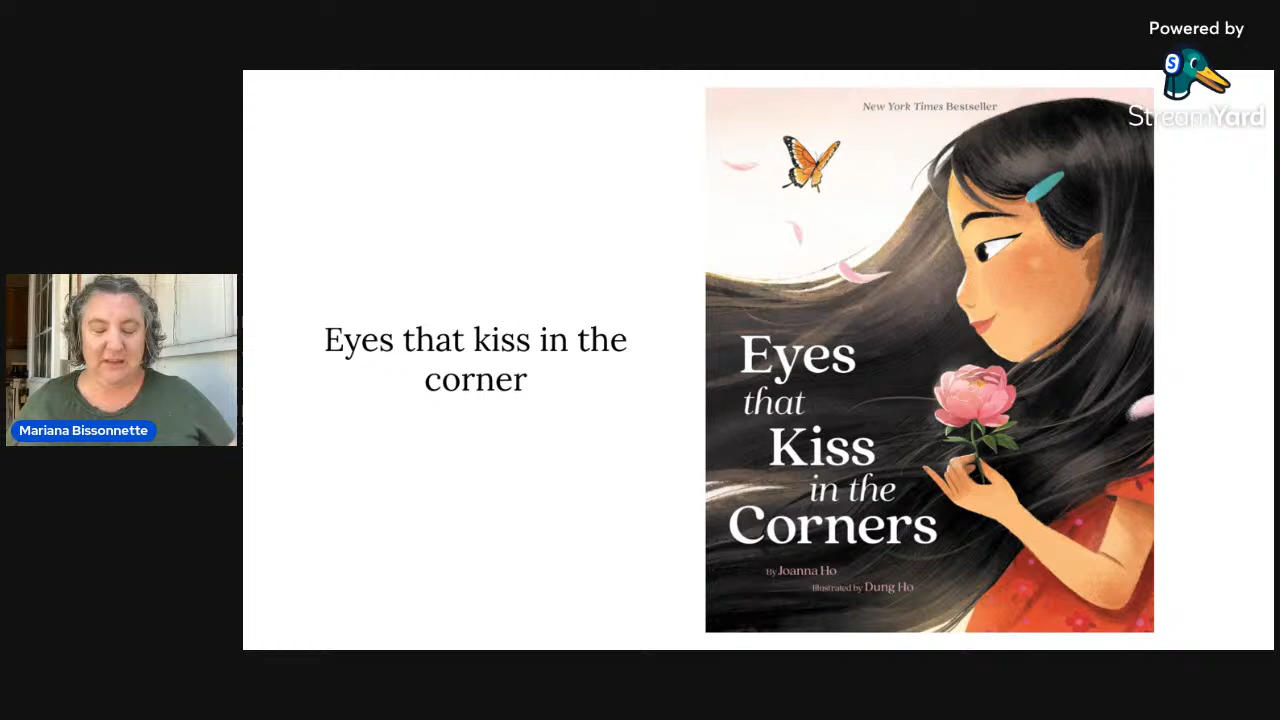 Powered by
StreamYard
New York Times Bestseller
Eyes that kiss in the
corner
Eyes
that
Kiss
in the
Corners
By Joanna Ho
Illustrated by Dung Ho
Mariana Bissonnette
S